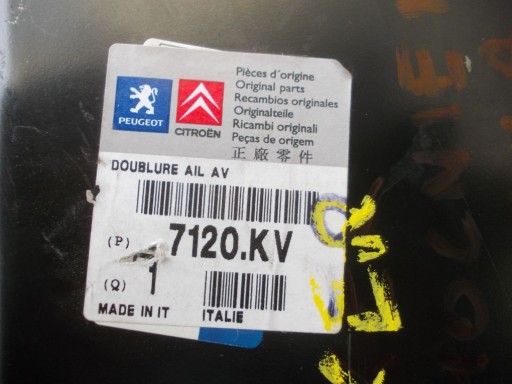 PEUGEOT
CITROËN
Pièces d'origine
Original parts
Recambios originales
Originalteile
Ricambi originali
Peças de origem
正廠零件
DOUBLURE AIL AV
(P) 7120.KV
(Q) 1
MADE IN IT ITALIE